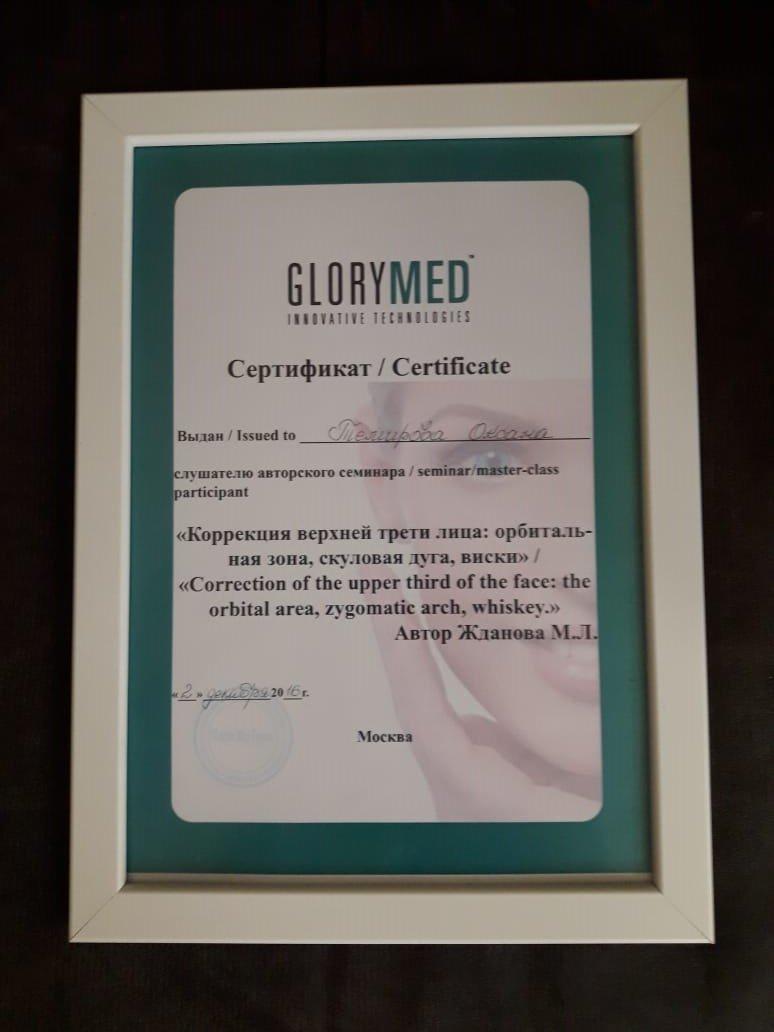 GLORYMED™
INNOVATIVE TECHNOLOGIES
Сертификат / Certificate
Выдан / Issued to Темирова Оксана
слушателю авторского семинара / seminar/master-class
participant
«Коррекция верхней трети лица: орбиталь-
ная зона, скуловая дуга, виски» /
«Correction of the upper third of the face: the
orbital area, zygomatic arch, whiskey.»
Автор Жданова М.Л.
«2» декабря 2016 г.
Москва